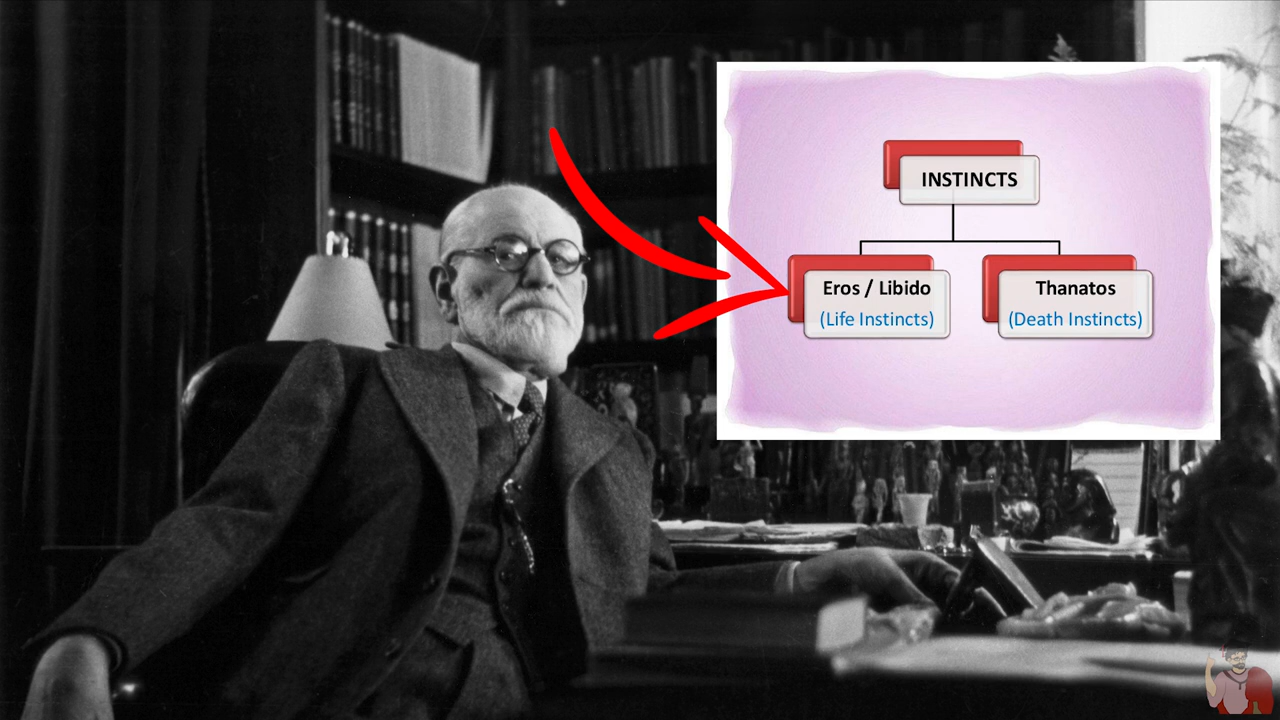 INSTINCTS
Eros / Libido
(Life Instincts)
Thanatos
(Death Instincts)